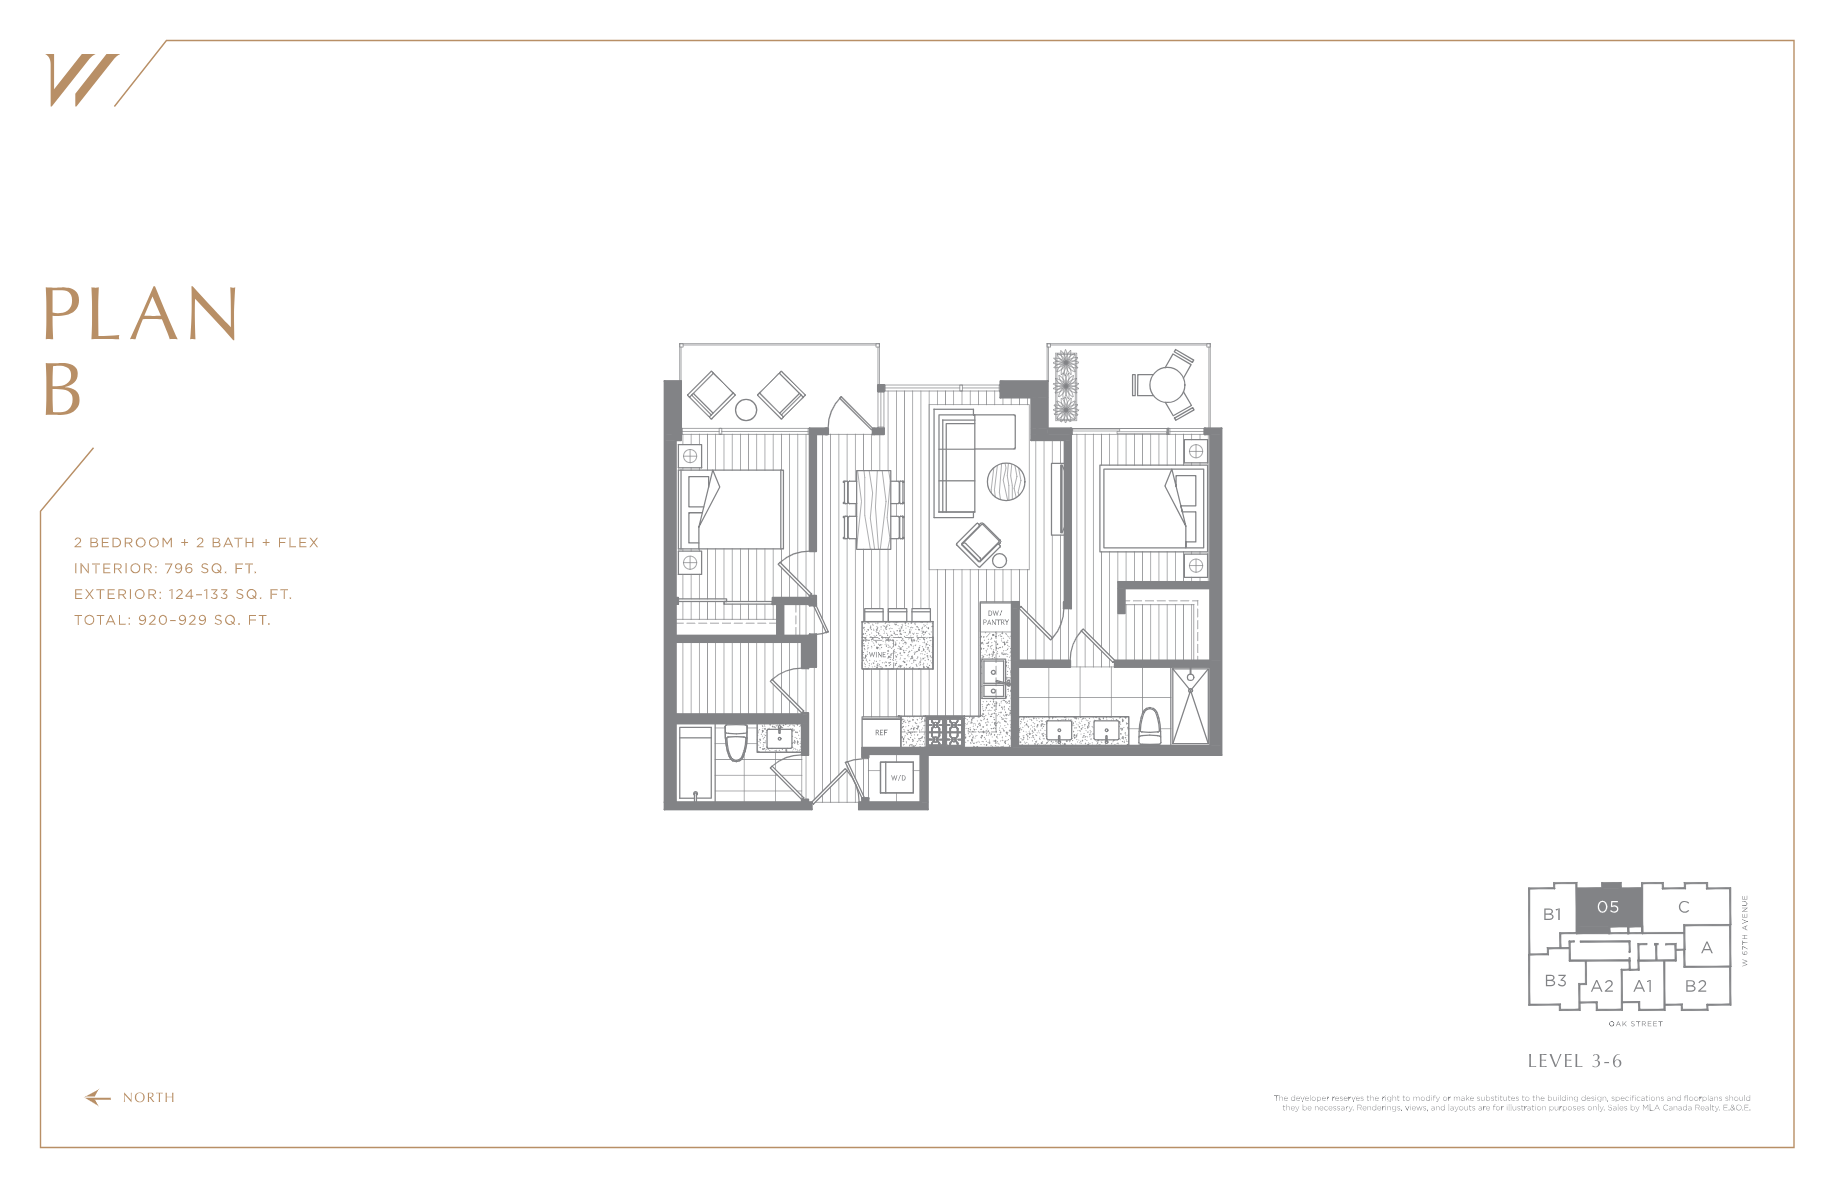 PLAN
B
2 BEDROOM + 2 BATH + FLEX
INTERIOR: 796 SQ. FT.
EXTERIOR: 124–133 SQ. FT.
TOTAL: 920–929 SQ. FT.
DW/
PANTRY
WINE
REF
W/D
B1
05
C
A
B3
A2
A1
B2
W 67TH AVENUE
OAK STREET
LEVEL 3-6
NORTH
The developer reserves the right to modify or make substitutes to the building design, specifications and floorplans should
they be necessary. Renderings, views, and layouts are for illustration purposes only. Sales by MLA Canada Realty. E.&O.E.